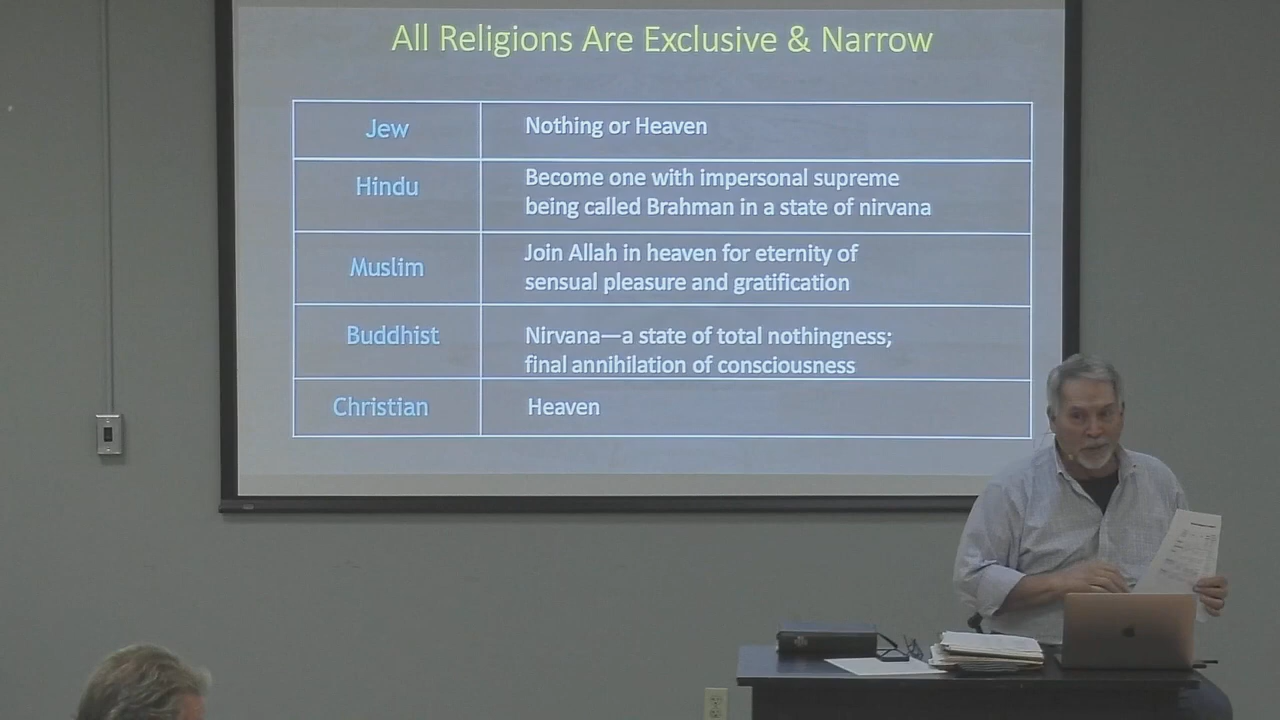 All Religions Are Exclusive & Narrow
Jew
Nothing or Heaven
Hindu
Become one with impersonal supreme
being called Brahman in a state of nirvana
Muslim
Join Allah in heaven for eternity of
sensual pleasure and gratification
Buddhist
Nirvana—a state of total nothingness;
final annihilation of consciousness
Christian
Heaven